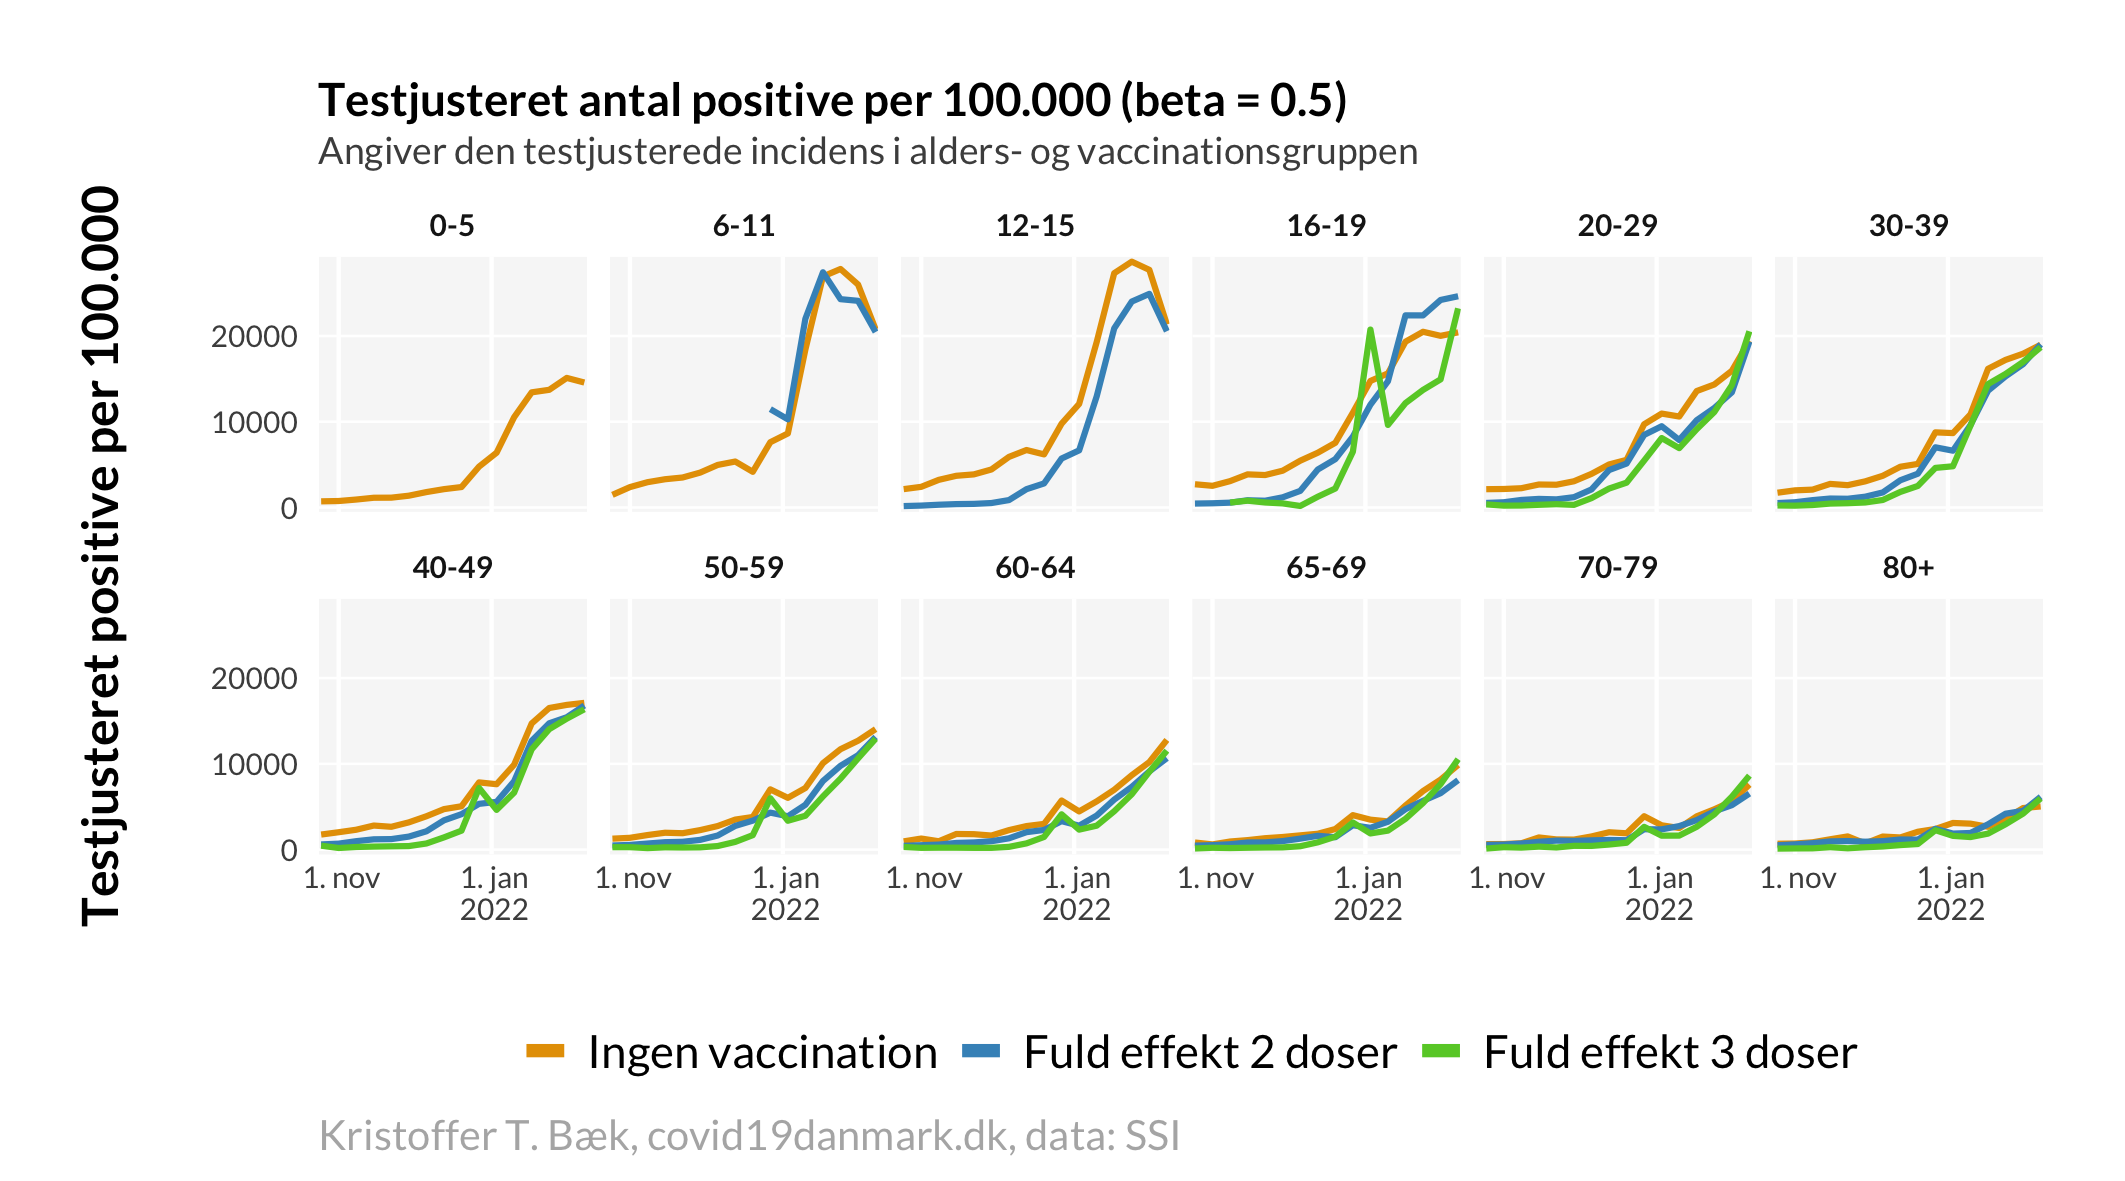 Testjusteret antal positive per 100.000 (beta = 0.5)
Angiver den testjusterede incidens i alders- og vaccinationsgruppen
Testjusteret positive per 100.000
0-5
6-11
12-15
16-19
20-29
30-39
20000
10000
0
40-49
50-59
60-64
65-69
70-79
80+
20000
10000
0
1. nov
1. jan
2022
1. nov
1. jan
2022
1. nov
1. jan
2022
1. nov
1. jan
2022
1. nov
1. jan
2022
1. nov
1. jan
2022
Ingen vaccination
Fuld effekt 2 doser
Fuld effekt 3 doser
Kristoffer T. Bæk, covid19danmark.dk, data: SSI